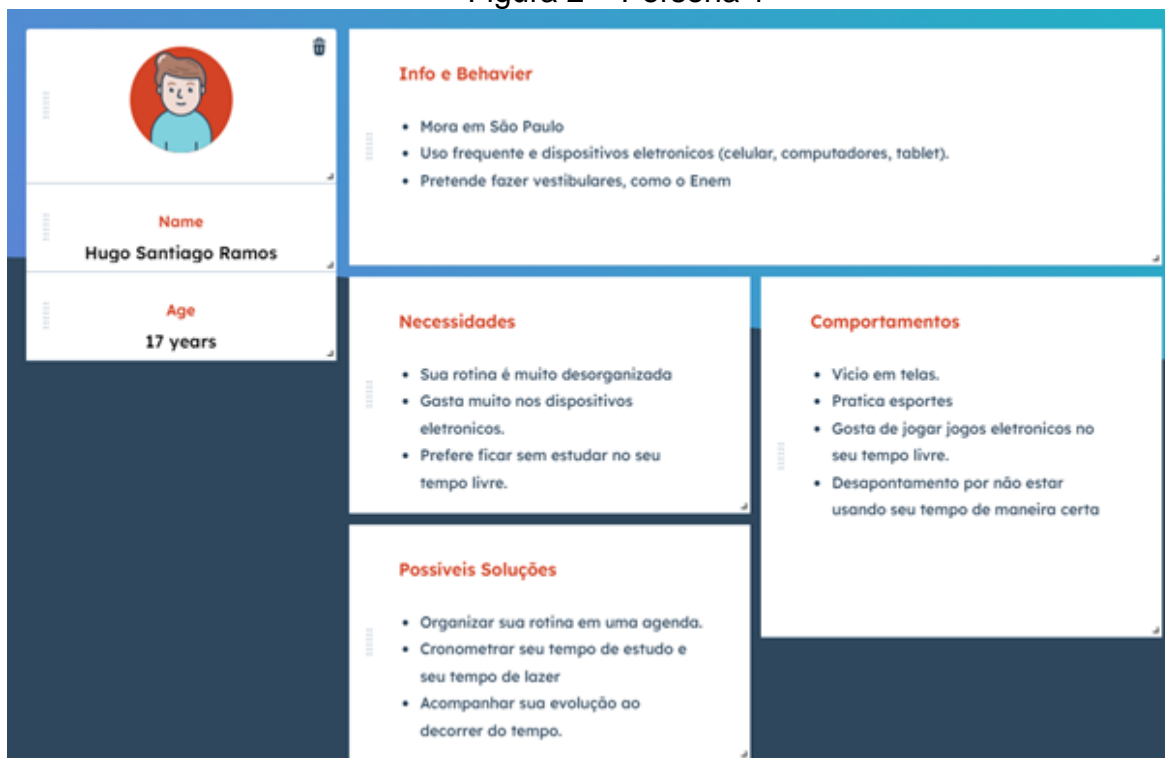 Info e Behavier
• Mora em São Paulo
• Uso frequente e dispositivos eletronicos (celular, computadores, tablet).
• Pretende fazer vestibulares, como o Enem
Name
Hugo Santiago Ramos
Age
17 years
Necessidades
• Sua rotina é muito desorganizada
• Gasta muito nos dispositivos
eletronicos.
• Prefere ficar sem estudar no seu
tempo livre.
Comportamentos
• Vicio em telas.
• Pratica esportes
• Gosta de jogar jogos eletronicos no
seu tempo livre.
• Desapontamento por não estar
usando seu tempo de maneira certa
Possíveis Soluções
• Organizar sua rotina em uma agenda.
• Cronometrar seu tempo de estudo e
seu tempo de lazer
• Acompanhar sua evolução ao
decorrer do tempo.